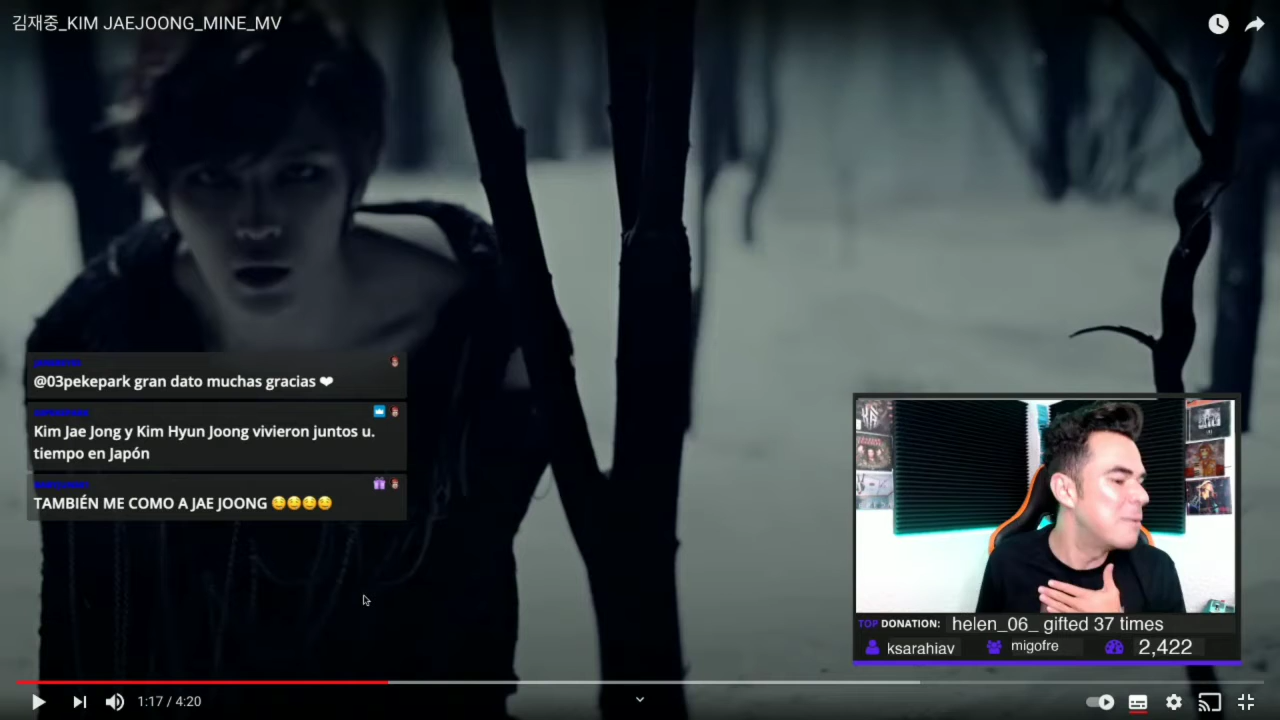 김재중_KIM JAEJOONG_MINE_MV
@03pekepark gran dato muchas gracias ❤
Kim Jae Jong y Kim Hyun Joong vivieron juntos u.
tiempo en Japón
TAMBIÉN ME COMO A JAE JOONG 😋😋😋😋
TOP DONATION: helen_06_ gifted 37 times
ksarahiav migofre 2,422
1:17 / 4:20